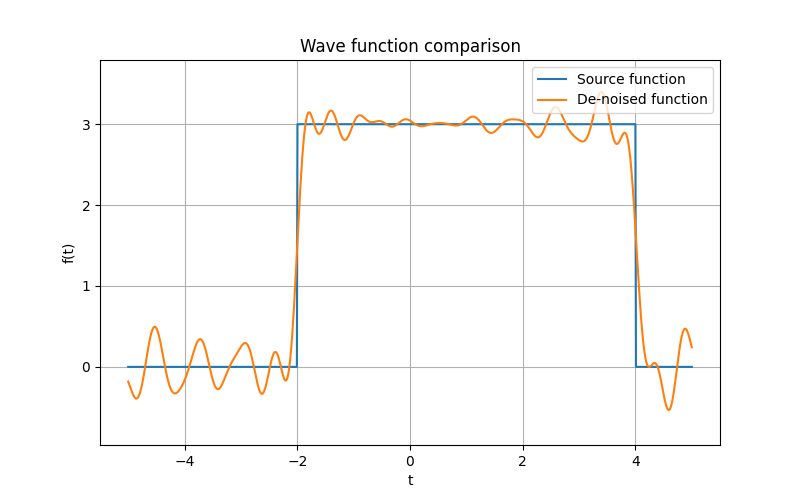 Wave function comparison
Source function
De-noised function
f(t)
3
2
1
0
−4
−2
0
2
4
t